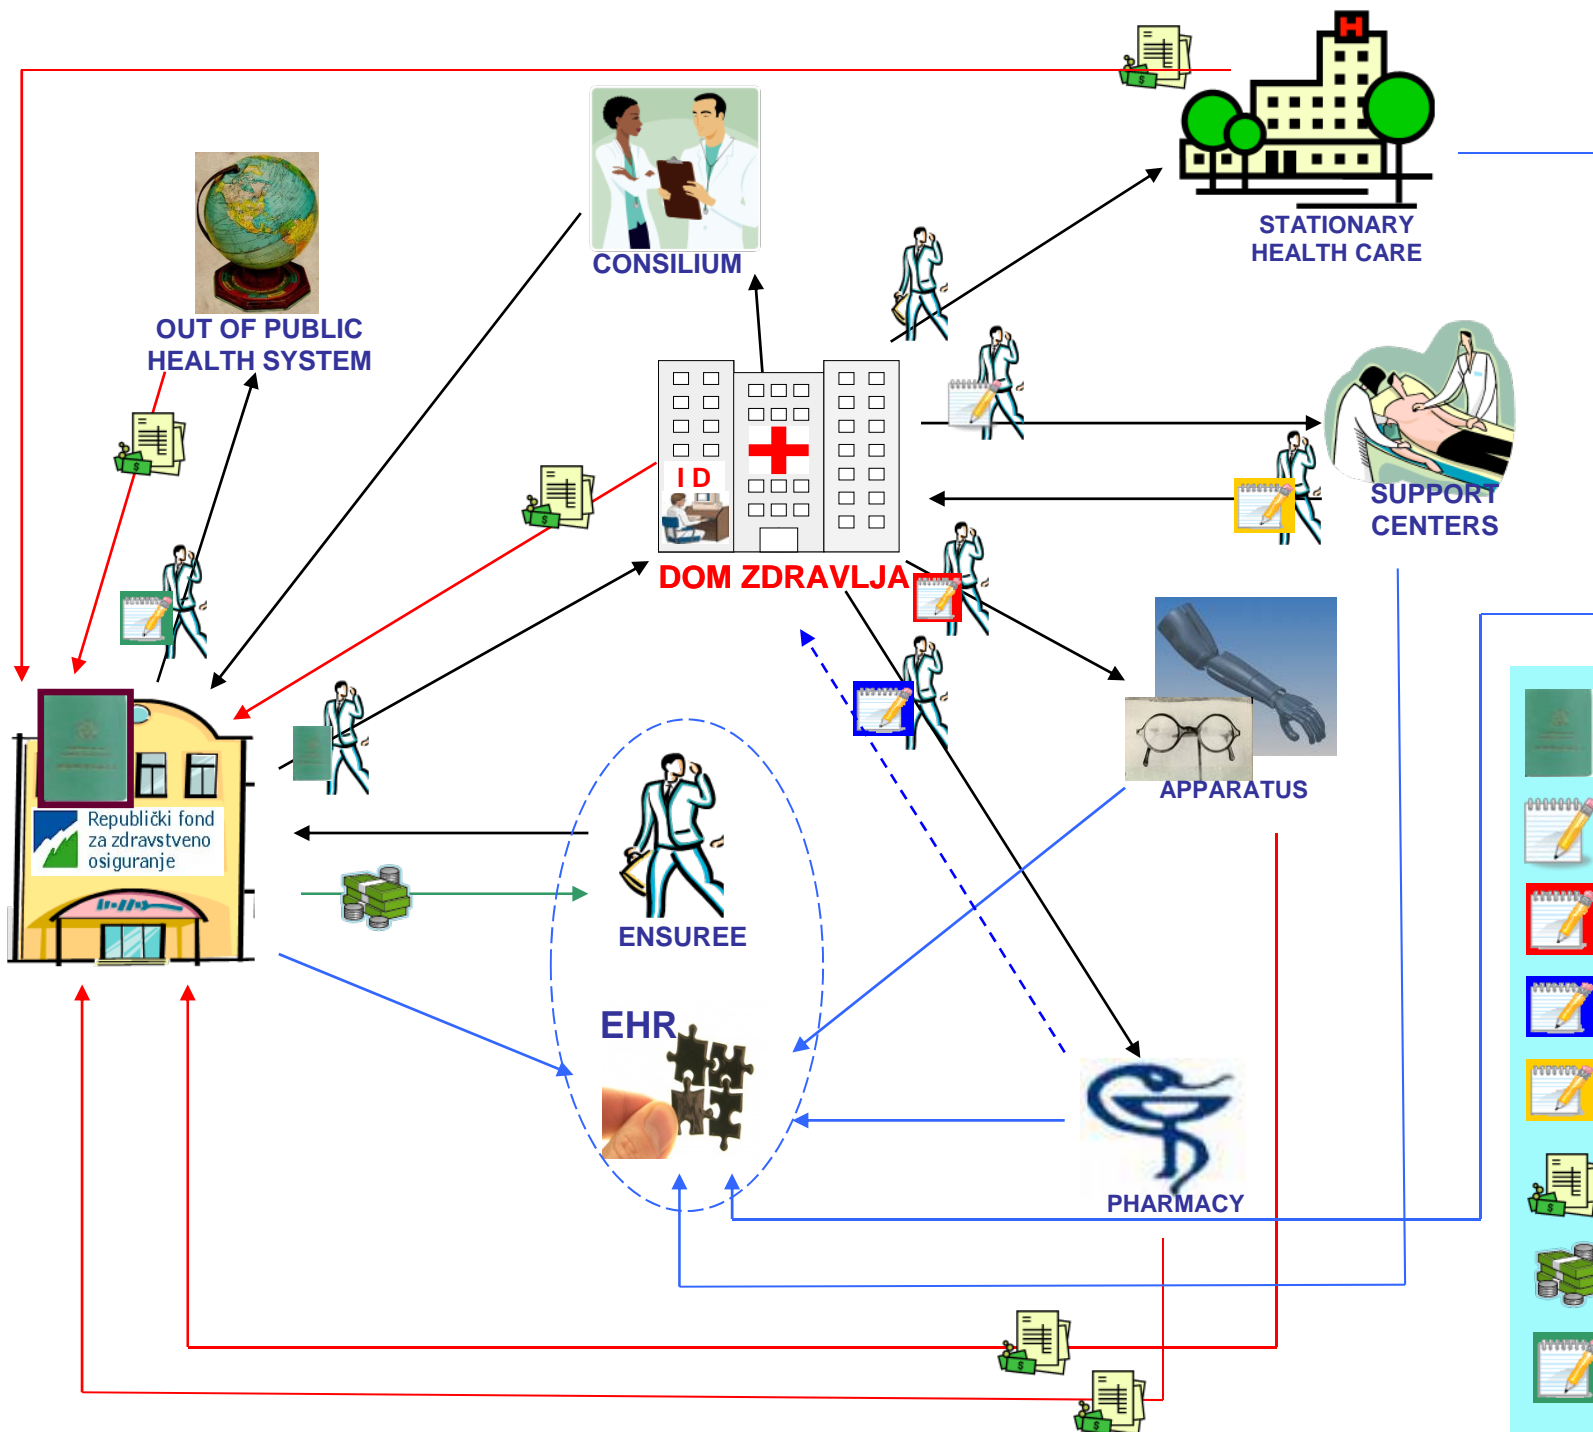 H
STATIONARY
HEALTH CARE
CONSILIUM
OUT OF PUBLIC
HEALTH SYSTEM
I D
DOM ZDRAVLJA
SUPPORT
CENTERS
APPARATUS
Republički fond
za zdravstveno
osiguranje
ENSUREE
EHR
PHARMACY